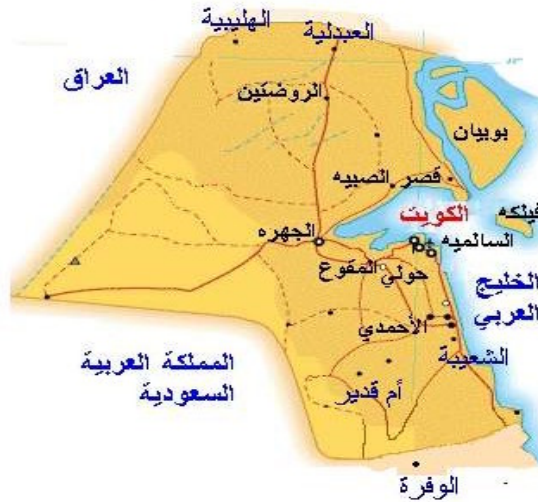 الهليبية
العبدلية
العراق
الروضتين
بوبيان
قصر الصبيه
الكويت
فيلكه
الجهره
السالميه
المقوع
حولي
الخليج
العربي
الأحمدي
الشعيبة
المملكة العربية
السعودية
أم قدير
الوفرة